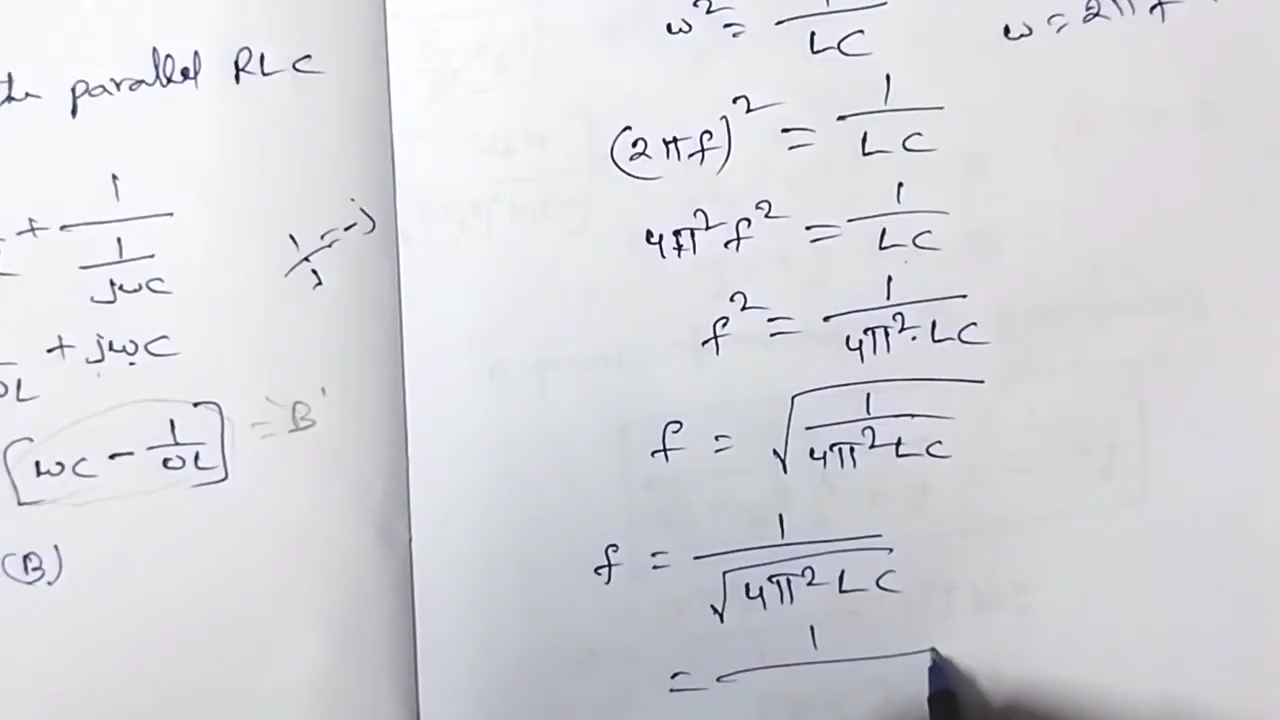 the parallel RLC
+ 1/(1/jωC)
1/j = -j
+ jωC
ωL
[ωC - 1/ωL] = B
(B)
ω² = 1/LC
ω = 2πf
(2πf)² = 1/LC
4π²f² = 1/LC
f² = 1/4π².LC
f = √(1/4π²LC)
f = 1/√(4π²LC)
= 1/